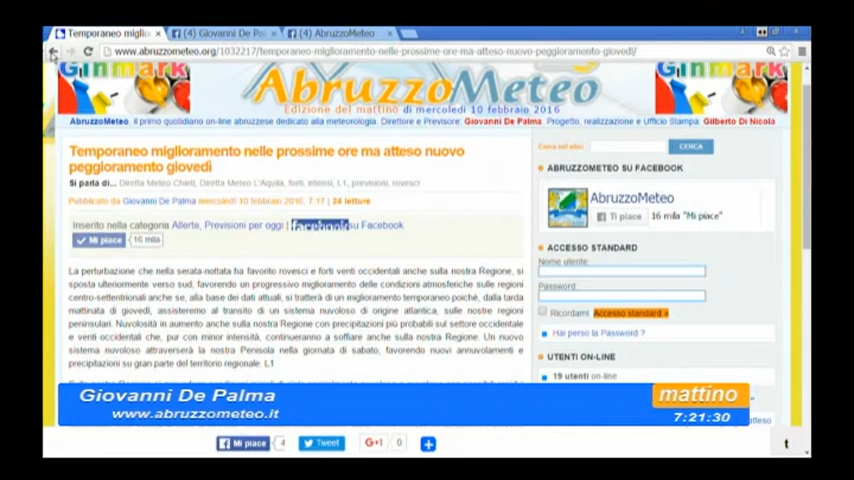 Temporaneo miglio
(4) Giovanni De Pal
(4) AbruzzoMeteo
www.abruzzometeo.org/1032217/temporaneo-miglioramento-nelle-prossime-ore-ma-atteso-nuovo-peggioramento-giovedi/
Ginmark
AbruzzoMeteo
Ginmark
Edizione del mattino di mercoledì 10 febbraio 2016
AbruzzoMeteo, il primo quotidiano on-line abruzzese dedicato alla meteorologia. Direttore e Previsore: Giovanni De Palma. Progetto, realizzazione e Ufficio Stampa: Gilberto Di Nicola
Temporaneo miglioramento nelle prossime ore ma atteso nuovo
peggioramento giovedì
Si parla di... Diretta Meteo Chieti, Diretta Meteo L'Aquila, forti, intensi, L1, previsioni, rovesci
Pubblicato da Giovanni De Palma mercoledì 10 febbraio 2016, 7:17 | 24 letture
Inserito nella categoria Allerte, Previsioni per oggi | facebook su Facebook
Mi piace 16 mila
La perturbazione che nella serata-nottata ha favorito rovesci e forti venti occidentali anche sulla nostra Regione, si
sposta ulteriormente verso sud, favorendo un progressivo miglioramento delle condizioni atmosferiche sulle regioni
centro-settentrionali anche se, alla base dei dati attuali, si tratterà di un miglioramento temporaneo poichè, dalla tarda
mattinata di giovedì, assisteremo al transito di un sistema nuvoloso di origine atlantica, sulle nostre regioni
peninsulari. Nuvolosità in aumento anche sulla nostra Regione con precipitazioni più probabili sul settore occidentale
e venti occidentali che, pur con minor intensità, continueranno a soffiare anche sulla nostra Regione. Un nuovo
sistema nuvoloso attraverserà la nostra Penisola nella giornata di sabato, favorendo nuovi annuvolamenti e
precipitazioni su gran parte del territorio regionale. L1
Cerca nel sito: CERCA
ABRUZZOMETEO SU FACEBOOK
AbruzzoMeteo
Ti piace 16 mila "Mi piace"
ACCESSO STANDARD
Nome utente:
Password:
Ricordami Accesso standard »
Hai perso la Password ?
UTENTI ON-LINE
19 utenti on-line
atteso
Giovanni De Palma
www.abruzzometeo.it
mattino
7:21:30
Mi piace 4 Tweet G+1 0
t